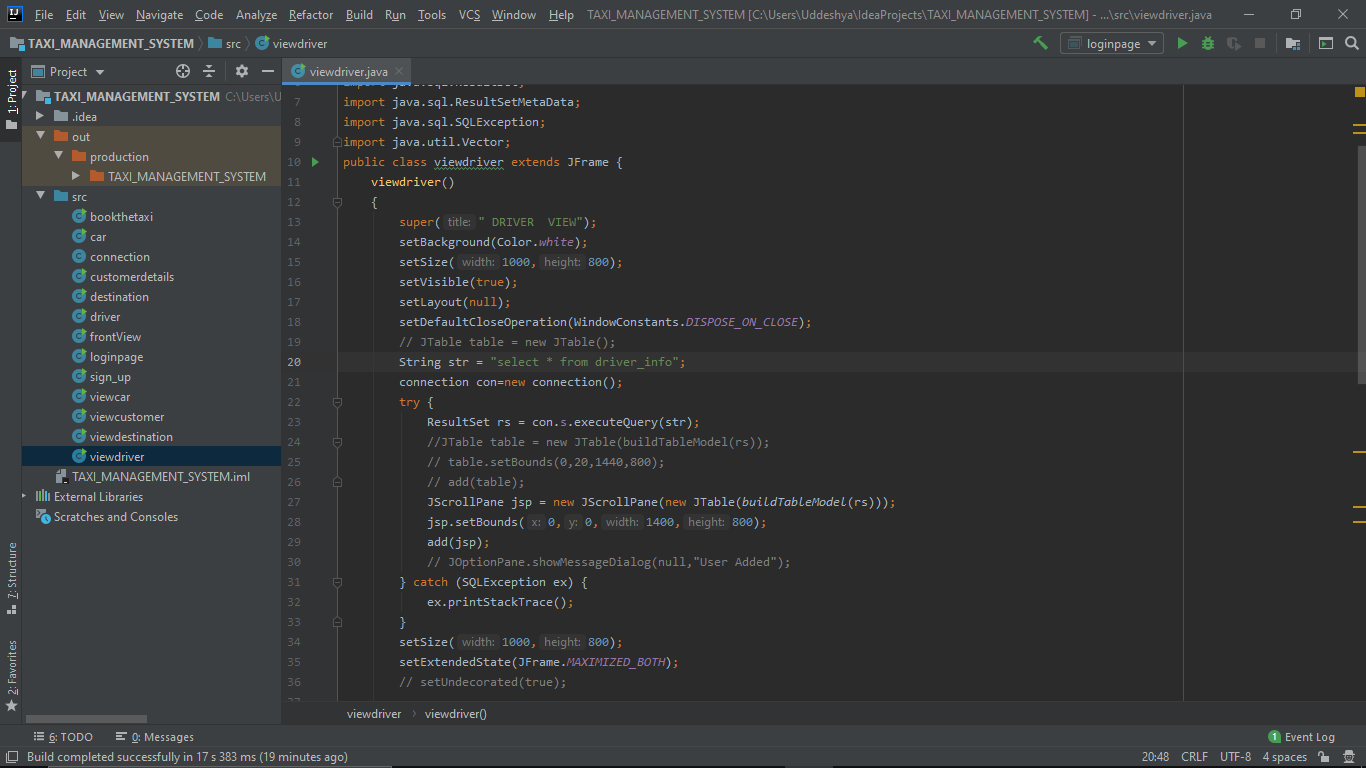 File Edit View Navigate Code Analyze Refactor Build Run Tools VCS Window Help TAXI_MANAGEMENT_SYSTEM [C:\Users\Uddeshya\IdeaProjects\TAXI_MANAGEMENT_SYSTEM] - ...\src\viewdriver.java
TAXI_MANAGEMENT_SYSTEM src viewdriver loginpage
Project viewdriver.java
1: Project
TAXI_MANAGEMENT_SYSTEM C:\Users\U
.idea
out
production
TAXI_MANAGEMENT_SYSTEM
src
bookthetaxi
car
connection
customerdetails
destination
driver
frontView
loginpage
sign_up
viewcar
viewcustomer
viewdestination
viewdriver
TAXI_MANAGEMENT_SYSTEM.iml
External Libraries
Scratches and Consoles
7: Structure
2: Favorites
7 import java.sql.ResultSetMetaData;
8 import java.sql.SQLException;
9 import java.util.Vector;
10 public class viewdriver extends JFrame {
11 viewdriver()
12 {
13 super( title: " DRIVER  VIEW");
14 setBackground(Color.white);
15 setSize( width: 1000, height: 800);
16 setVisible(true);
17 setLayout(null);
18 setDefaultCloseOperation(WindowConstants.DISPOSE_ON_CLOSE);
19 // JTable table = new JTable();
20 String str = "select * from driver_info";
21 connection con=new connection();
22 try {
23 ResultSet rs = con.s.executeQuery(str);
24 //JTable table = new JTable(buildTableModel(rs));
25 // table.setBounds(0,20,1440,800);
26 // add(table);
27 JScrollPane jsp = new JScrollPane(new JTable(buildTableModel(rs)));
28 jsp.setBounds( x: 0, y: 0, width: 1400, height: 800);
29 add(jsp);
30 // JOptionPane.showMessageDialog(null,"User Added");
31 } catch (SQLException ex) {
32 ex.printStackTrace();
33 }
34 setSize( width: 1000, height: 800);
35 setExtendedState(JFrame.MAXIMIZED_BOTH);
36 // setUndecorated(true);
viewdriver viewdriver()
6: TODO 0: Messages 1 Event Log
Build completed successfully in 17 s 383 ms (19 minutes ago) 20:48 CRLF UTF-8 4 spaces